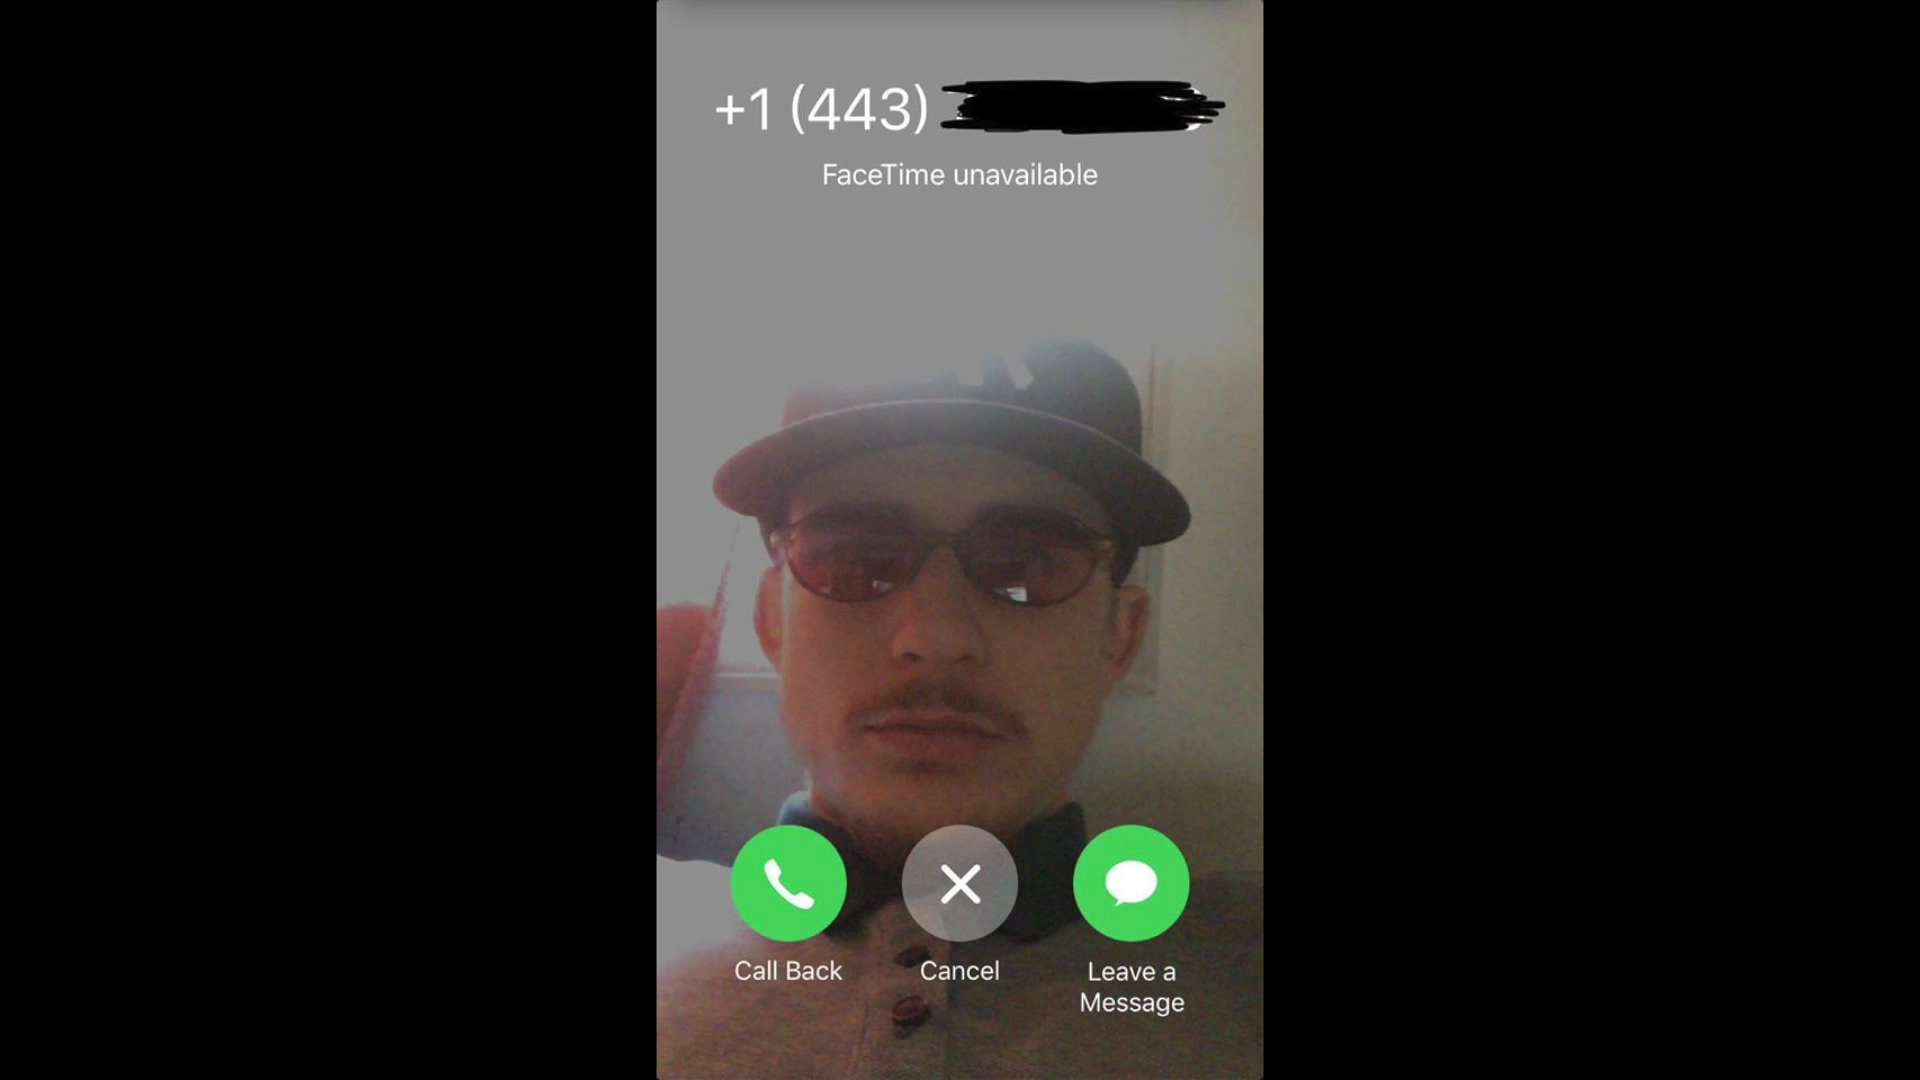 +1 (443)
FaceTime unavailable
Call Back
Cancel
Leave a
Message